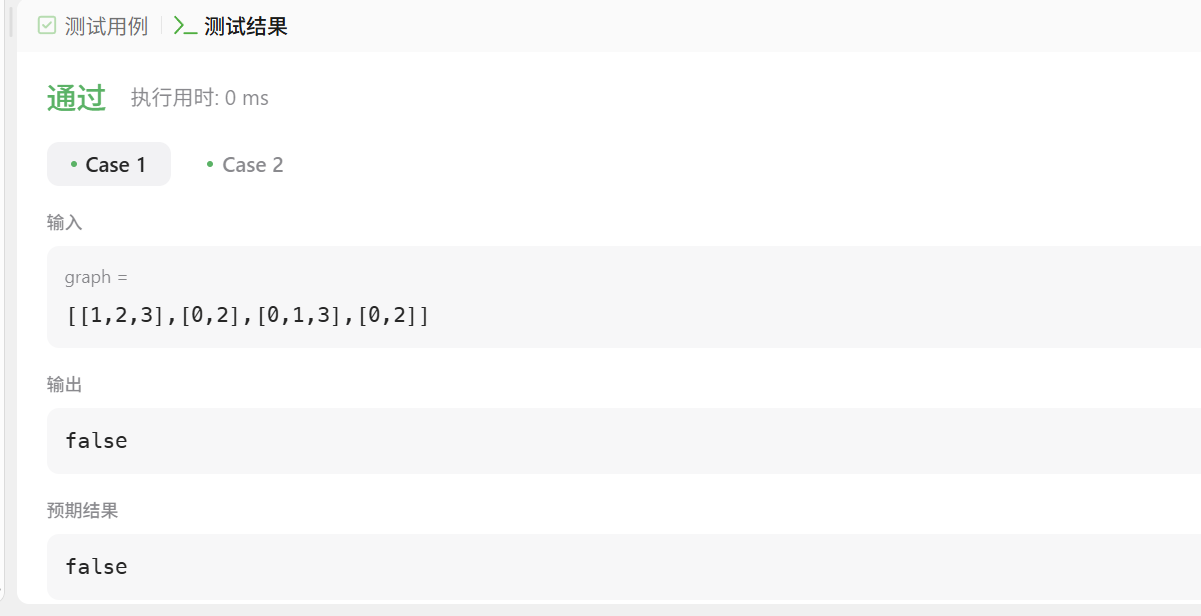 测试用例 测试结果
通过 执行用时: 0 ms
Case 1 Case 2
输入
graph =
[[1,2,3],[0,2],[0,1,3],[0,2]]
输出
false
预期结果
false